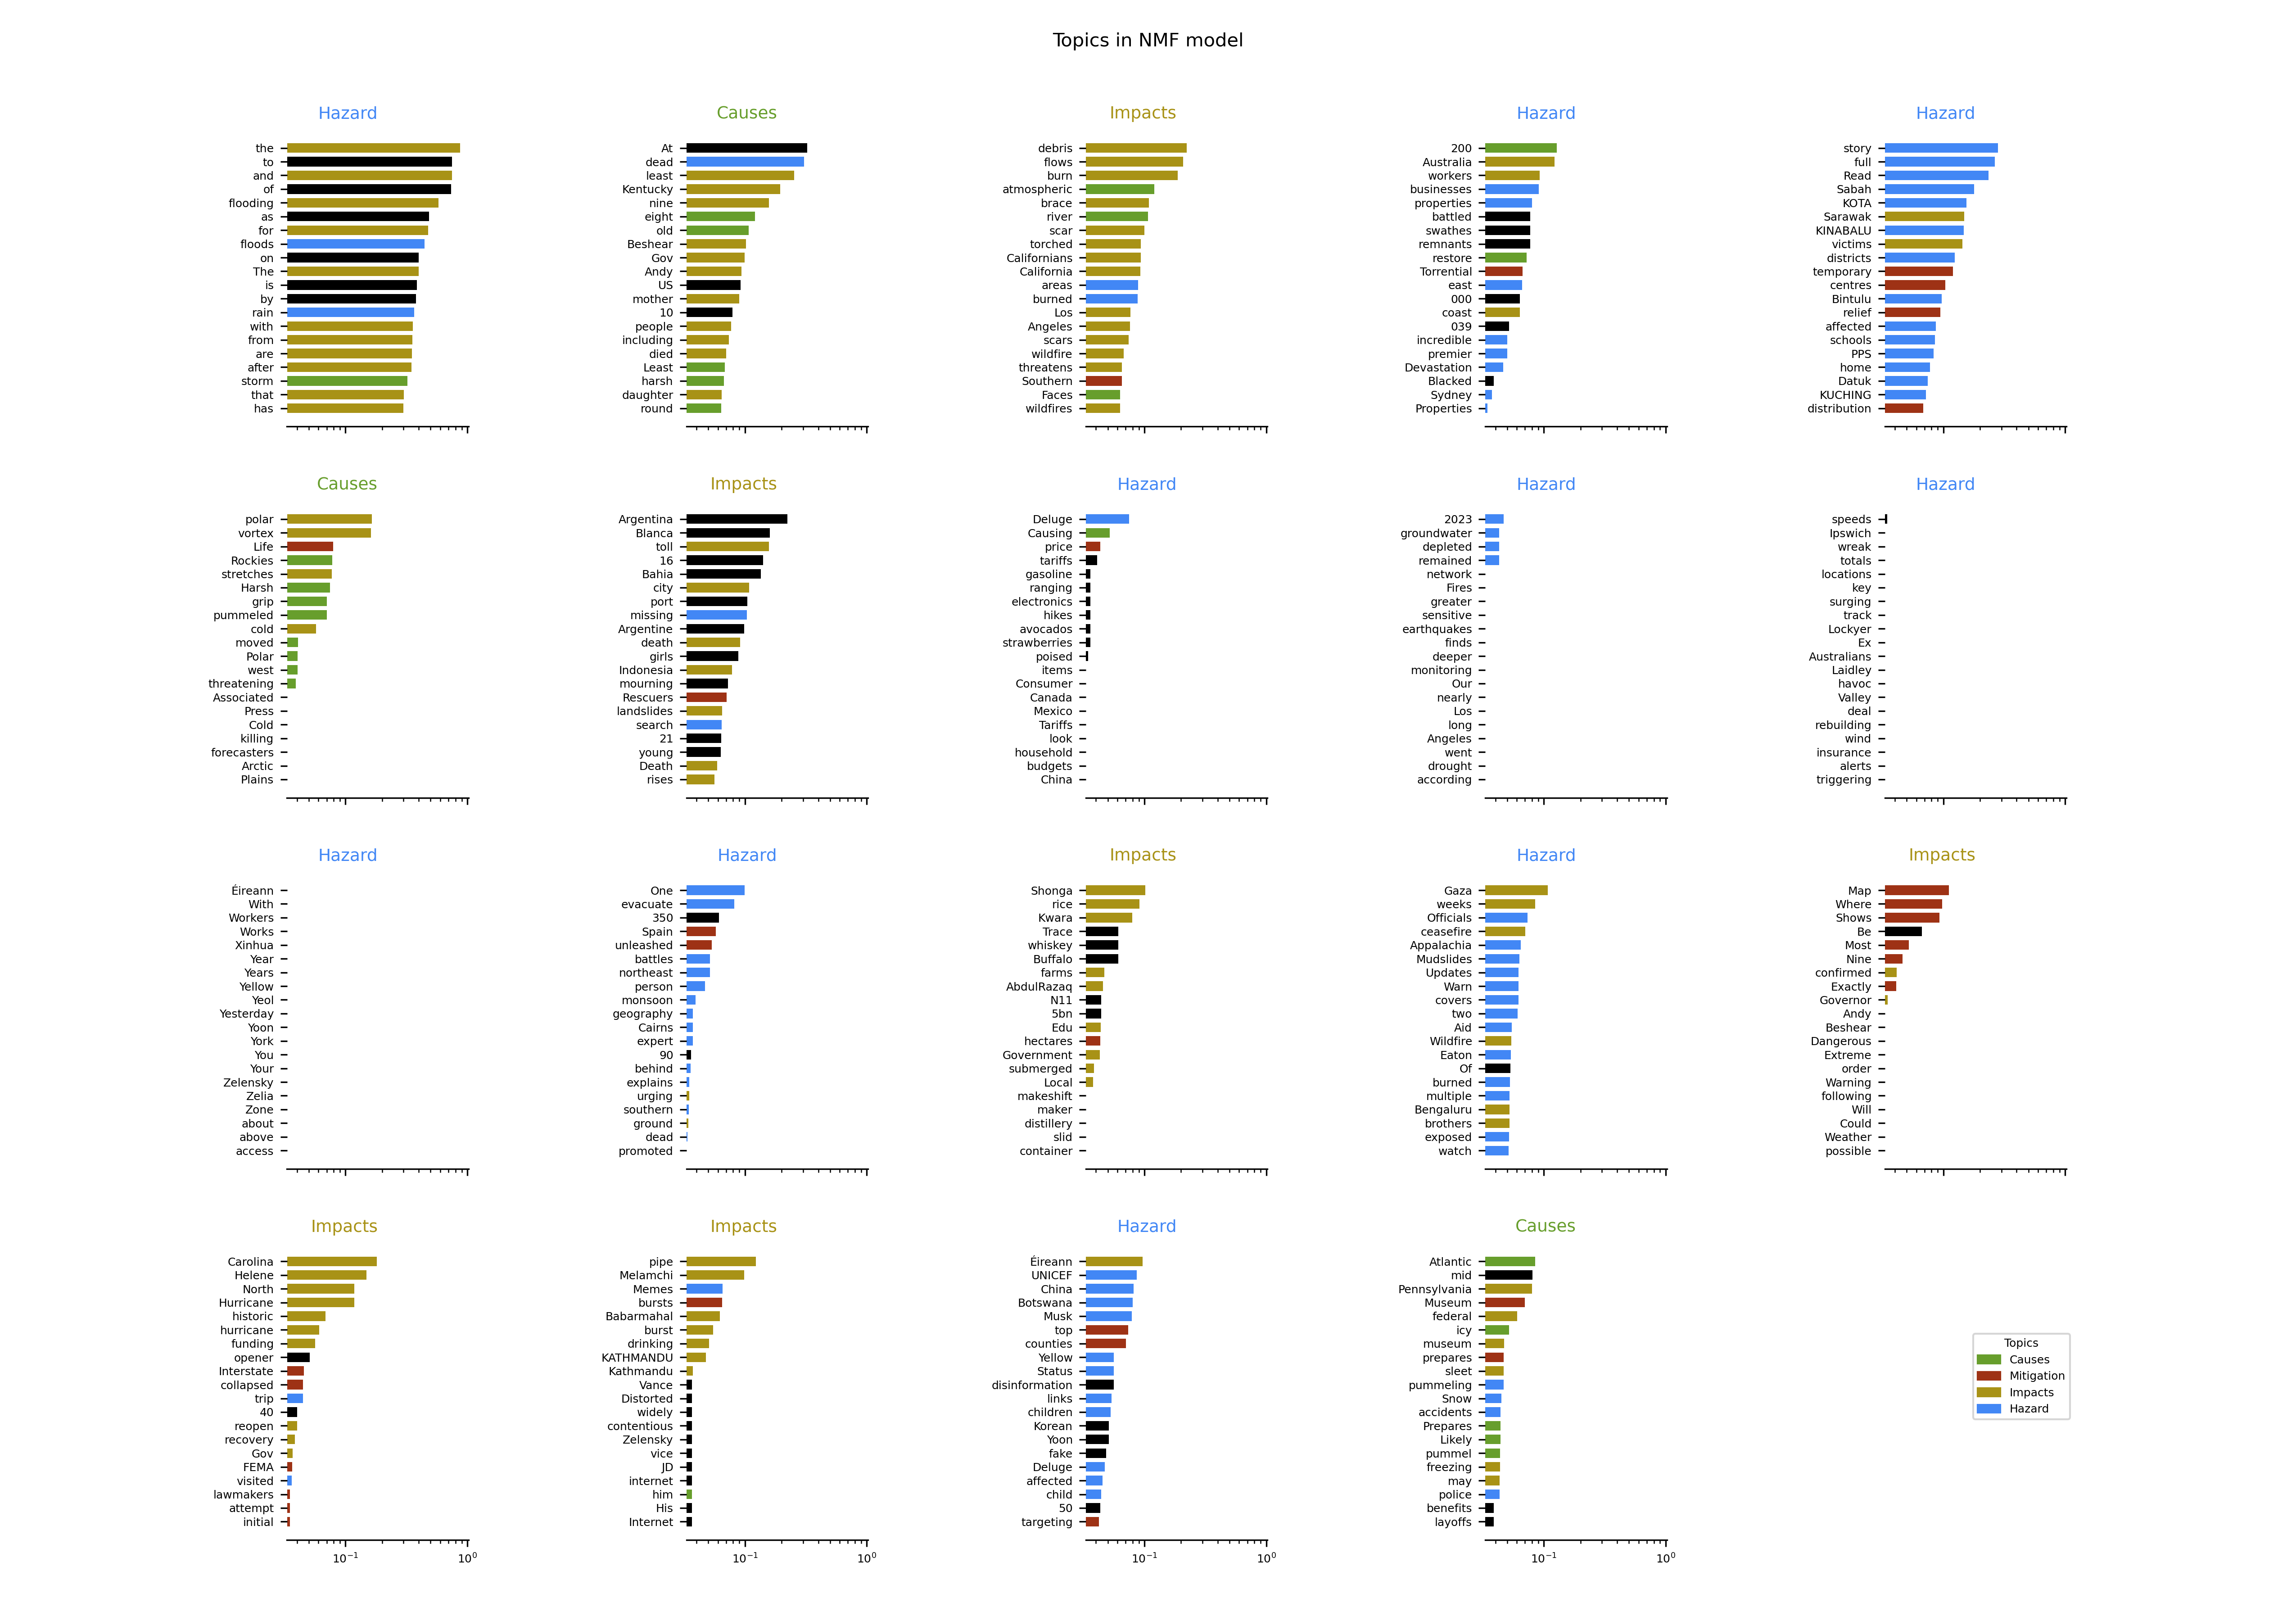 Topics in NMF model
Hazard
the
to
and
of
flooding
as
for
floods
on
The
is
by
rain
with
from
are
after
storm
that
has
Causes
At
dead
least
Kentucky
nine
eight
old
Beshear
Gov
Andy
US
mother
10
people
including
died
Least
harsh
daughter
round
Impacts
debris
flows
burn
atmospheric
brace
river
scar
torched
Californians
California
areas
burned
Los
Angeles
scars
wildfire
threatens
Southern
Faces
wildfires
Hazard
200
Australia
workers
businesses
properties
battled
swathes
remnants
restore
Torrential
east
000
coast
039
incredible
premier
Devastation
Blacked
Sydney
Properties
Hazard
story
full
Read
Sabah
KOTA
Sarawak
KINABALU
victims
districts
temporary
centres
Bintulu
relief
affected
schools
PPS
home
Datuk
KUCHING
distribution
Causes
polar
vortex
Life
Rockies
stretches
Harsh
grip
pummeled
cold
moved
Polar
west
threatening
Associated
Press
Cold
killing
forecasters
Arctic
Plains
Impacts
Argentina
Blanca
toll
16
Bahia
city
port
missing
Argentine
death
girls
Indonesia
mourning
Rescuers
landslides
search
21
young
Death
rises
Hazard
Deluge
Causing
price
tariffs
gasoline
ranging
electronics
hikes
avocados
strawberries
poised
items
Consumer
Canada
Mexico
Tariffs
look
household
budgets
China
Hazard
2023
groundwater
depleted
remained
network
Fires
greater
sensitive
earthquakes
finds
deeper
monitoring
Our
nearly
Los
long
Angeles
went
drought
according
Hazard
speeds
Ipswich
wreak
totals
locations
key
surging
track
Lockyer
Ex
Australians
Laidley
havoc
Valley
deal
rebuilding
wind
insurance
alerts
triggering
Hazard
Éireann
With
Workers
Works
Xinhua
Year
Years
Yellow
Yeol
Yesterday
Yoon
York
You
Your
Zelensky
Zelia
Zone
about
above
access
Hazard
One
evacuate
350
Spain
unleashed
battles
northeast
person
monsoon
geography
Cairns
expert
90
behind
explains
urging
southern
ground
dead
promoted
Impacts
Shonga
rice
Kwara
Trace
whiskey
Buffalo
farms
AbdulRazaq
N11
5bn
Edu
hectares
Government
submerged
Local
makeshift
maker
distillery
slid
container
Hazard
Gaza
weeks
Officials
ceasefire
Appalachia
Mudslides
Updates
Warn
covers
two
Aid
Wildfire
Eaton
Of
burned
multiple
Bengaluru
brothers
exposed
watch
Impacts
Map
Where
Shows
Be
Most
Nine
confirmed
Exactly
Governor
Andy
Beshear
Dangerous
Extreme
order
Warning
following
Will
Could
Weather
possible
Impacts
Carolina
Helene
North
Hurricane
historic
hurricane
funding
opener
Interstate
collapsed
trip
40
reopen
recovery
Gov
FEMA
visited
lawmakers
attempt
initial
10⁻¹ 10⁰
Impacts
pipe
Melamchi
Memes
bursts
Babarmahal
burst
drinking
KATHMANDU
Kathmandu
Vance
Distorted
widely
contentious
Zelensky
vice
JD
internet
him
His
Internet
10⁻¹ 10⁰
Hazard
Éireann
UNICEF
China
Botswana
Musk
top
counties
Yellow
Status
disinformation
links
children
Korean
Yoon
fake
Deluge
affected
child
50
targeting
10⁻¹ 10⁰
Causes
Atlantic
mid
Pennsylvania
Museum
federal
icy
museum
prepares
sleet
pummeling
Snow
accidents
Prepares
Likely
pummel
freezing
may
police
benefits
layoffs
10⁻¹ 10⁰
Topics
Causes
Mitigation
Impacts
Hazard